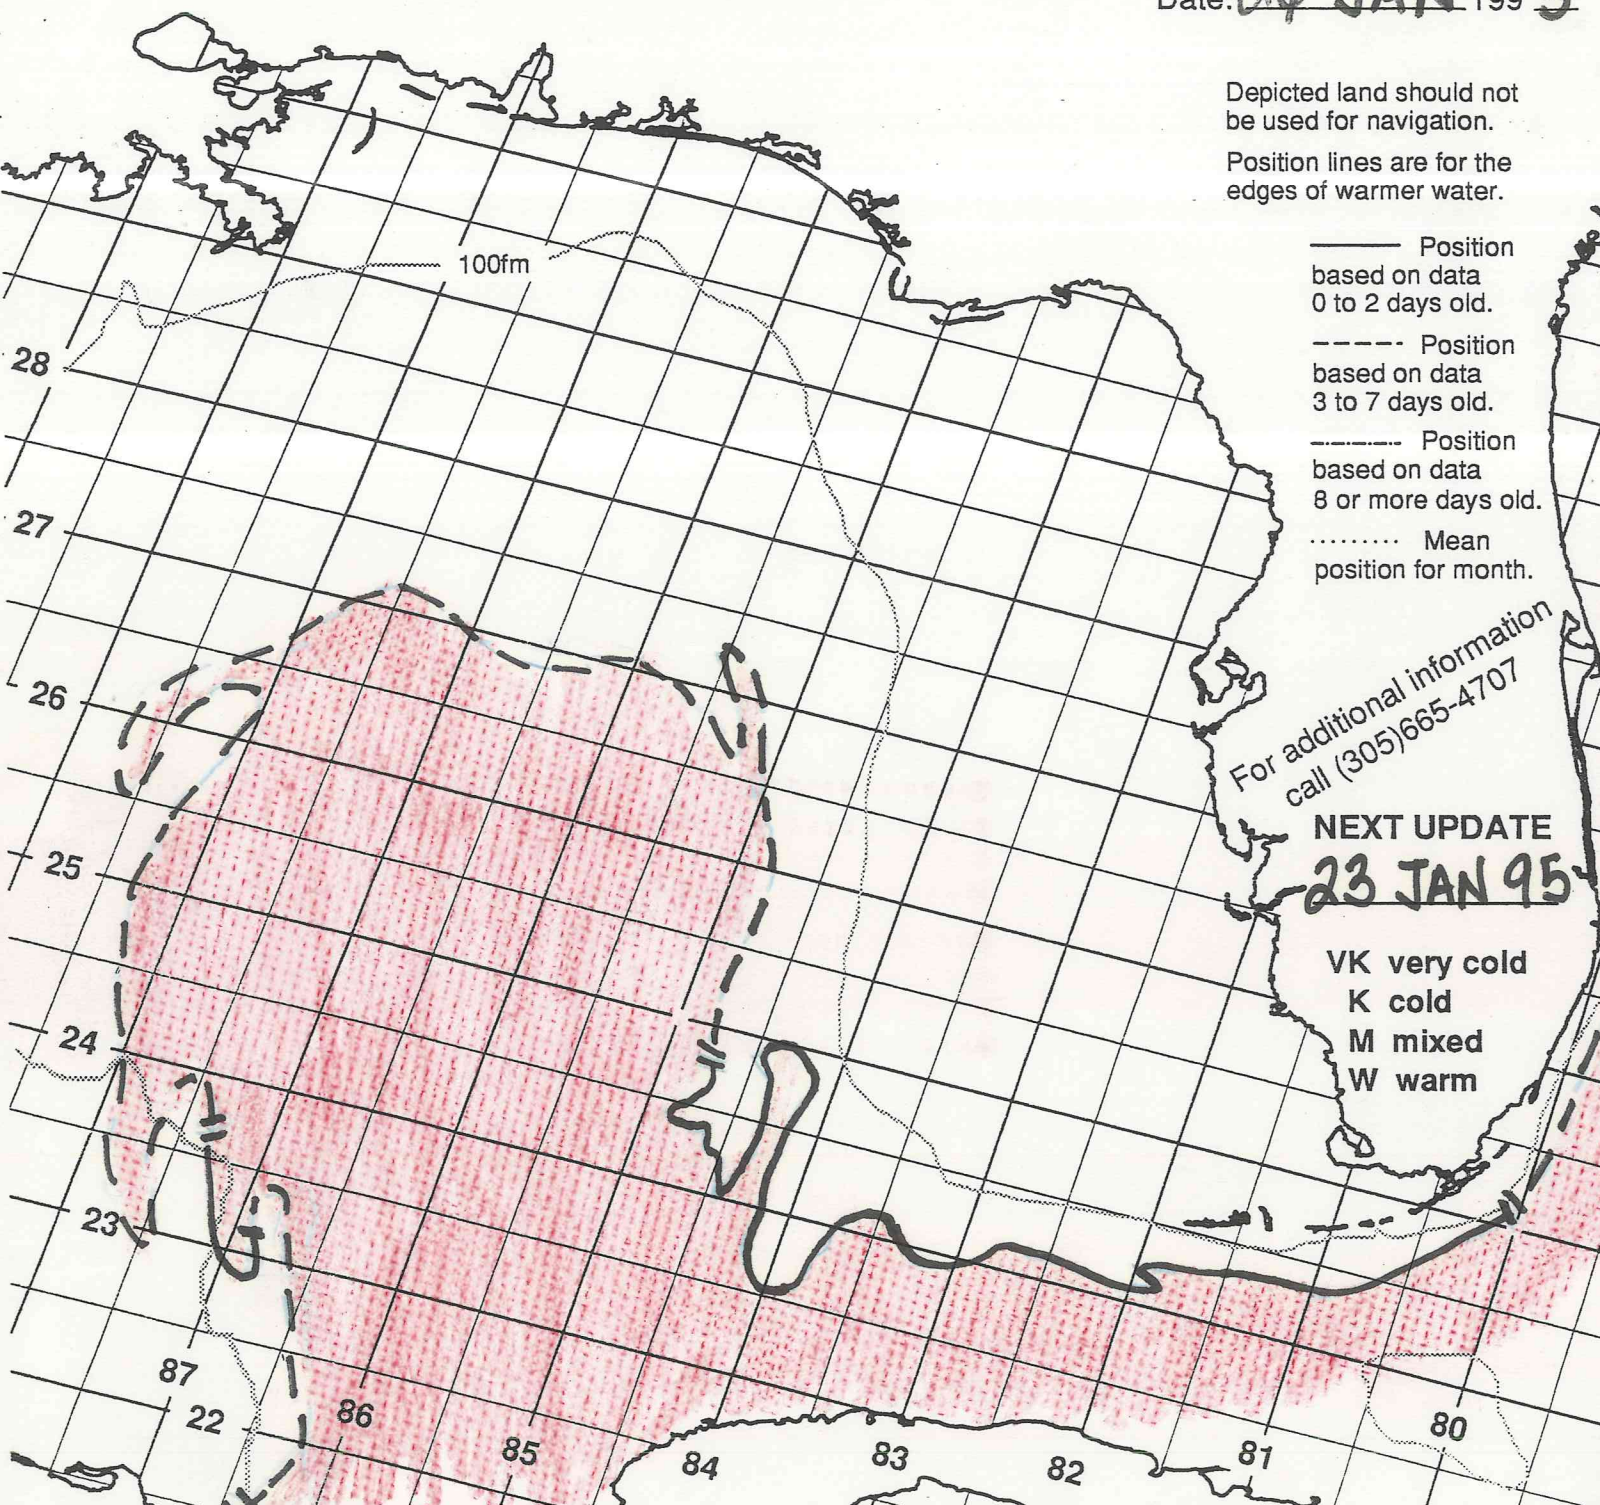 Date: JAN 1995
Depicted land should not
be used for navigation.
Position lines are for the
edges of warmer water.
Position
based on data
0 to 2 days old.
Position
based on data
3 to 7 days old.
Position
based on data
8 or more days old.
Mean
position for month.
For additional information
call (305)665-4707
NEXT UPDATE
23 JAN 95
VK very cold
K cold
M mixed
W warm
100fm
28
27
26
25
24
23
22
87
86
85
84
83
82
81
80